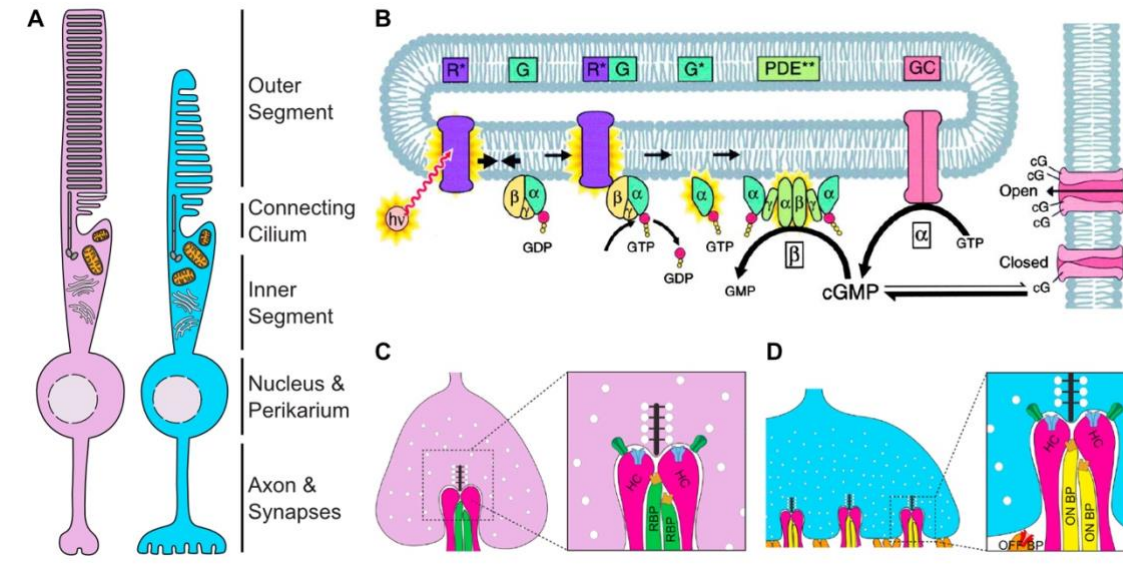 A
Outer
Segment
Connecting
Cilium
Inner
Segment
Nucleus &
Perikarium
Axon &
Synapses
B
R*
G
R* G
G*
PDE**
GC
hν
β α
γ
GDP
β α
γ
GTP
GDP
α
GTP
α γ α β γ α
β
GMP
cGMP
α
GTP
cG
cG
Open
cG
cG
Closed
cG
C
HC
HC
RBP
RBP
D
HC
HC
ON BP
ON BP
OFF BP